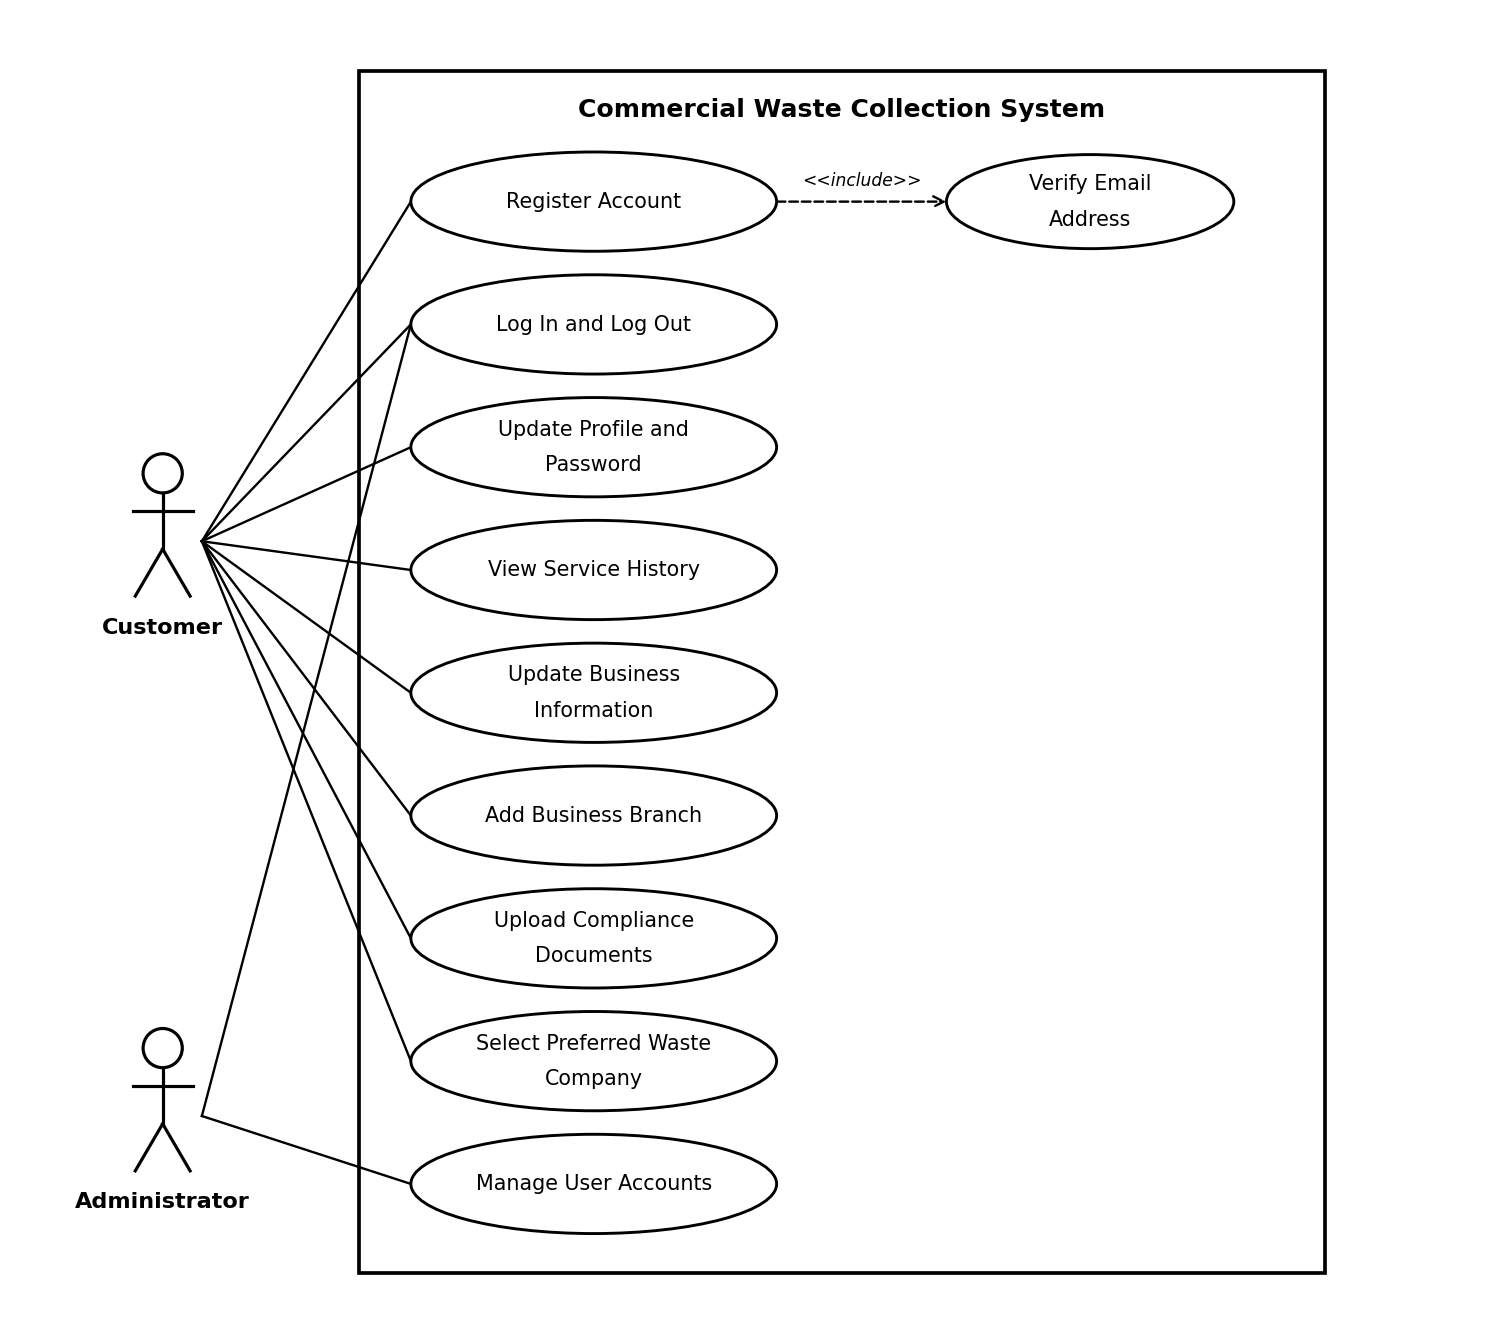 Commercial Waste Collection System
Register Account
<<include>>
Verify Email
Address
Log In and Log Out
Update Profile and
Password
View Service History
Customer
Update Business
Information
Add Business Branch
Upload Compliance
Documents
Select Preferred Waste
Company
Manage User Accounts
Administrator